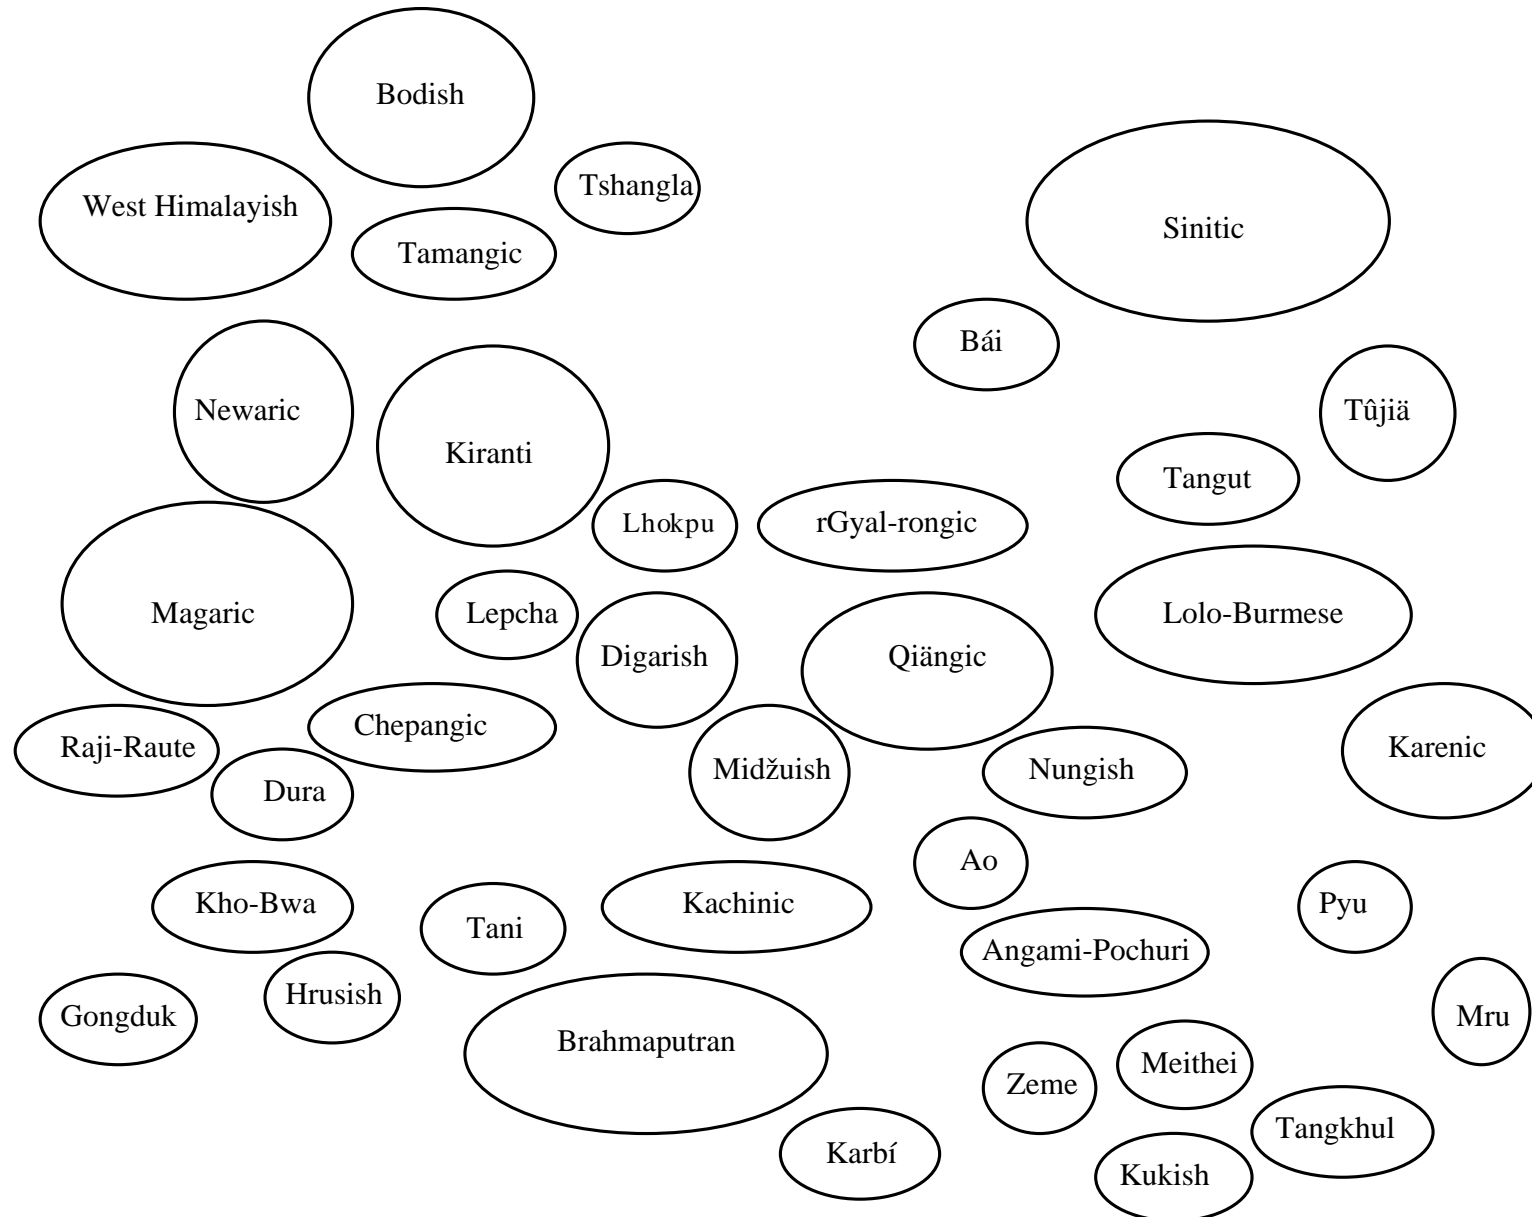 Bodish
Tshangla
West Himalayish
Sinitic
Tamangic
Bái
Newaric
Tûjiä
Kiranti
Tangut
Lhokpu
rGyal-rongic
Magaric
Lepcha
Lolo-Burmese
Digarish
Qiängic
Chepangic
Raji-Raute
Karenic
Midžuish
Nungish
Dura
Ao
Kho-Bwa
Kachinic
Pyu
Tani
Angami-Pochuri
Hrusish
Gongduk
Mru
Brahmaputran
Meithei
Zeme
Tangkhul
Karbí
Kukish